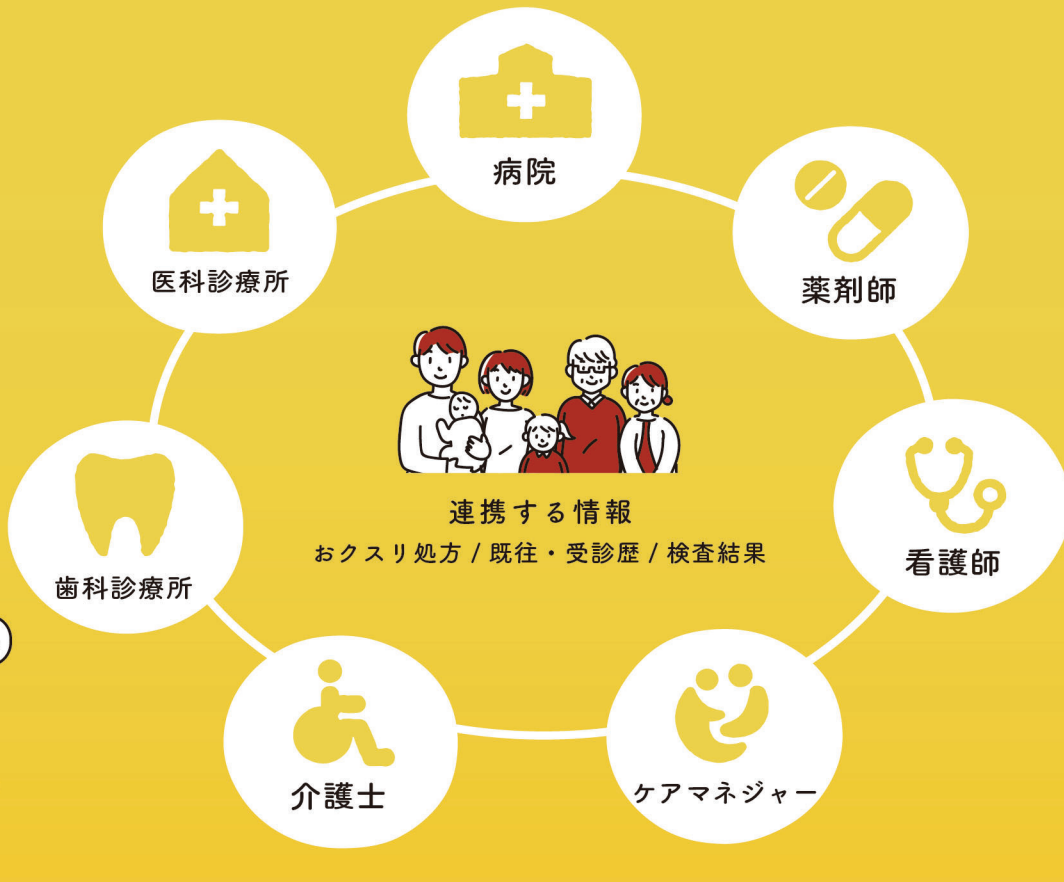 病院
医科診療所
薬剤師
連携する情報
おクスリ処方 / 既往・受診歴 / 検査結果
看護師
歯科診療所
介護士
ケアマネジャー